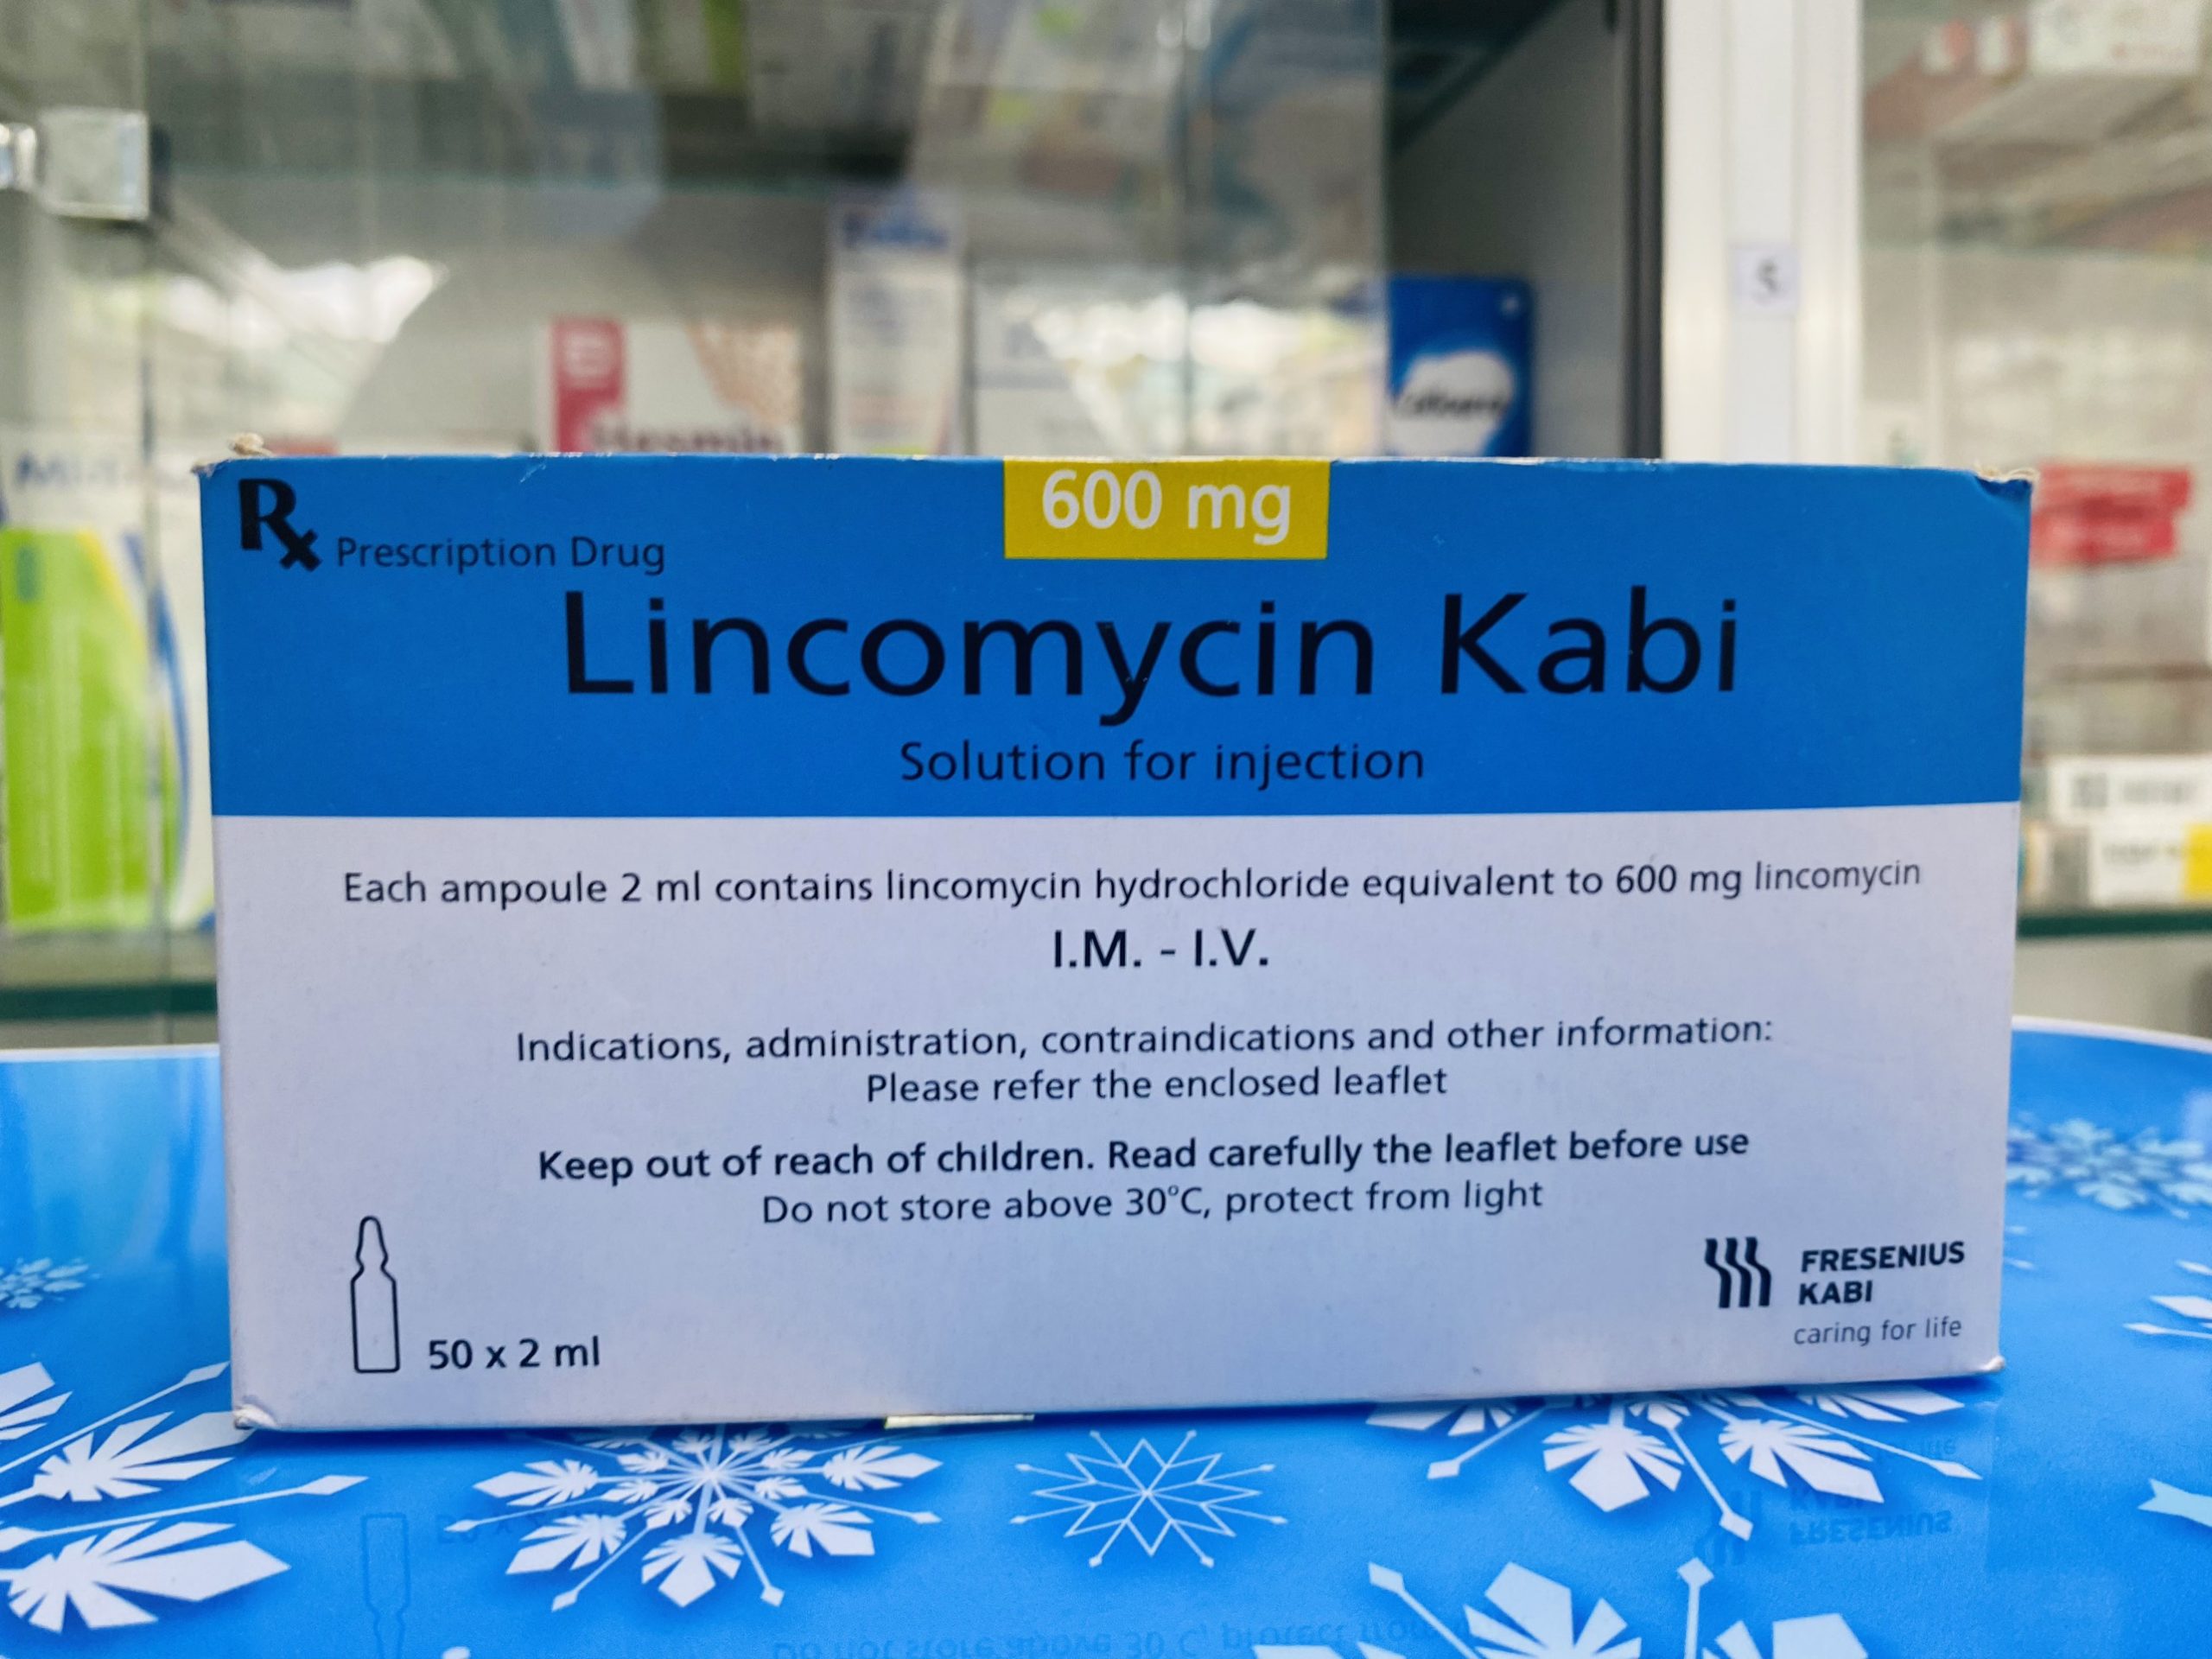 600 mg
Rx Prescription Drug
Lincomycin Kabi
Solution for injection
Each ampoule 2 ml contains lincomycin hydrochloride equivalent to 600 mg lincomycin
I.M. - I.V.
Indications, administration, contraindications and other information:
Please refer the enclosed leaflet
Keep out of reach of children. Read carefully the leaflet before use
Do not store above 30°C, protect from light
50 x 2 ml
FRESENIUS
KABI
caring for life
5